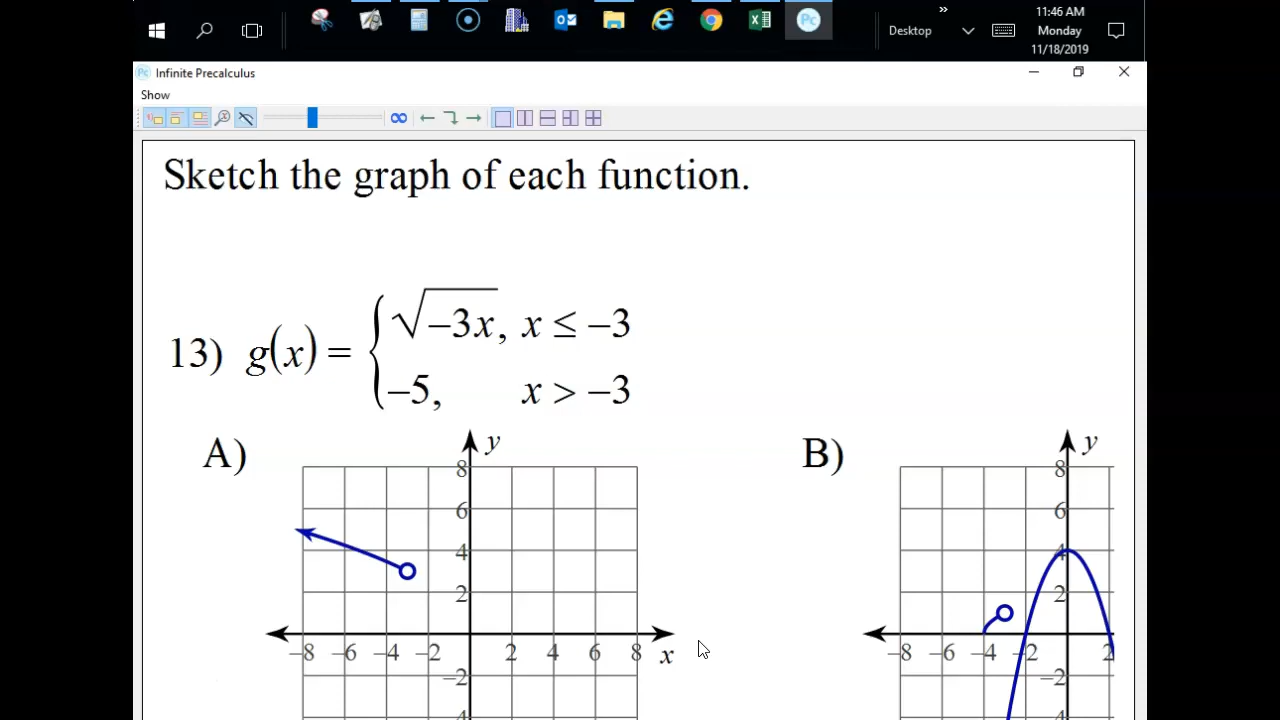 11:46 AM
Desktop
Monday
11/18/2019
Infinite Precalculus
Show
Sketch the graph of each function.
13) g(x) = { √−3x, x ≤ −3
−5, x > −3
A)
y
8
6
4
2
−8 −6 −4 −2 2 4 6 8 x
−2
−4
B)
y
8
6
4
2
−8 −6 −4 −2 2
−2
4